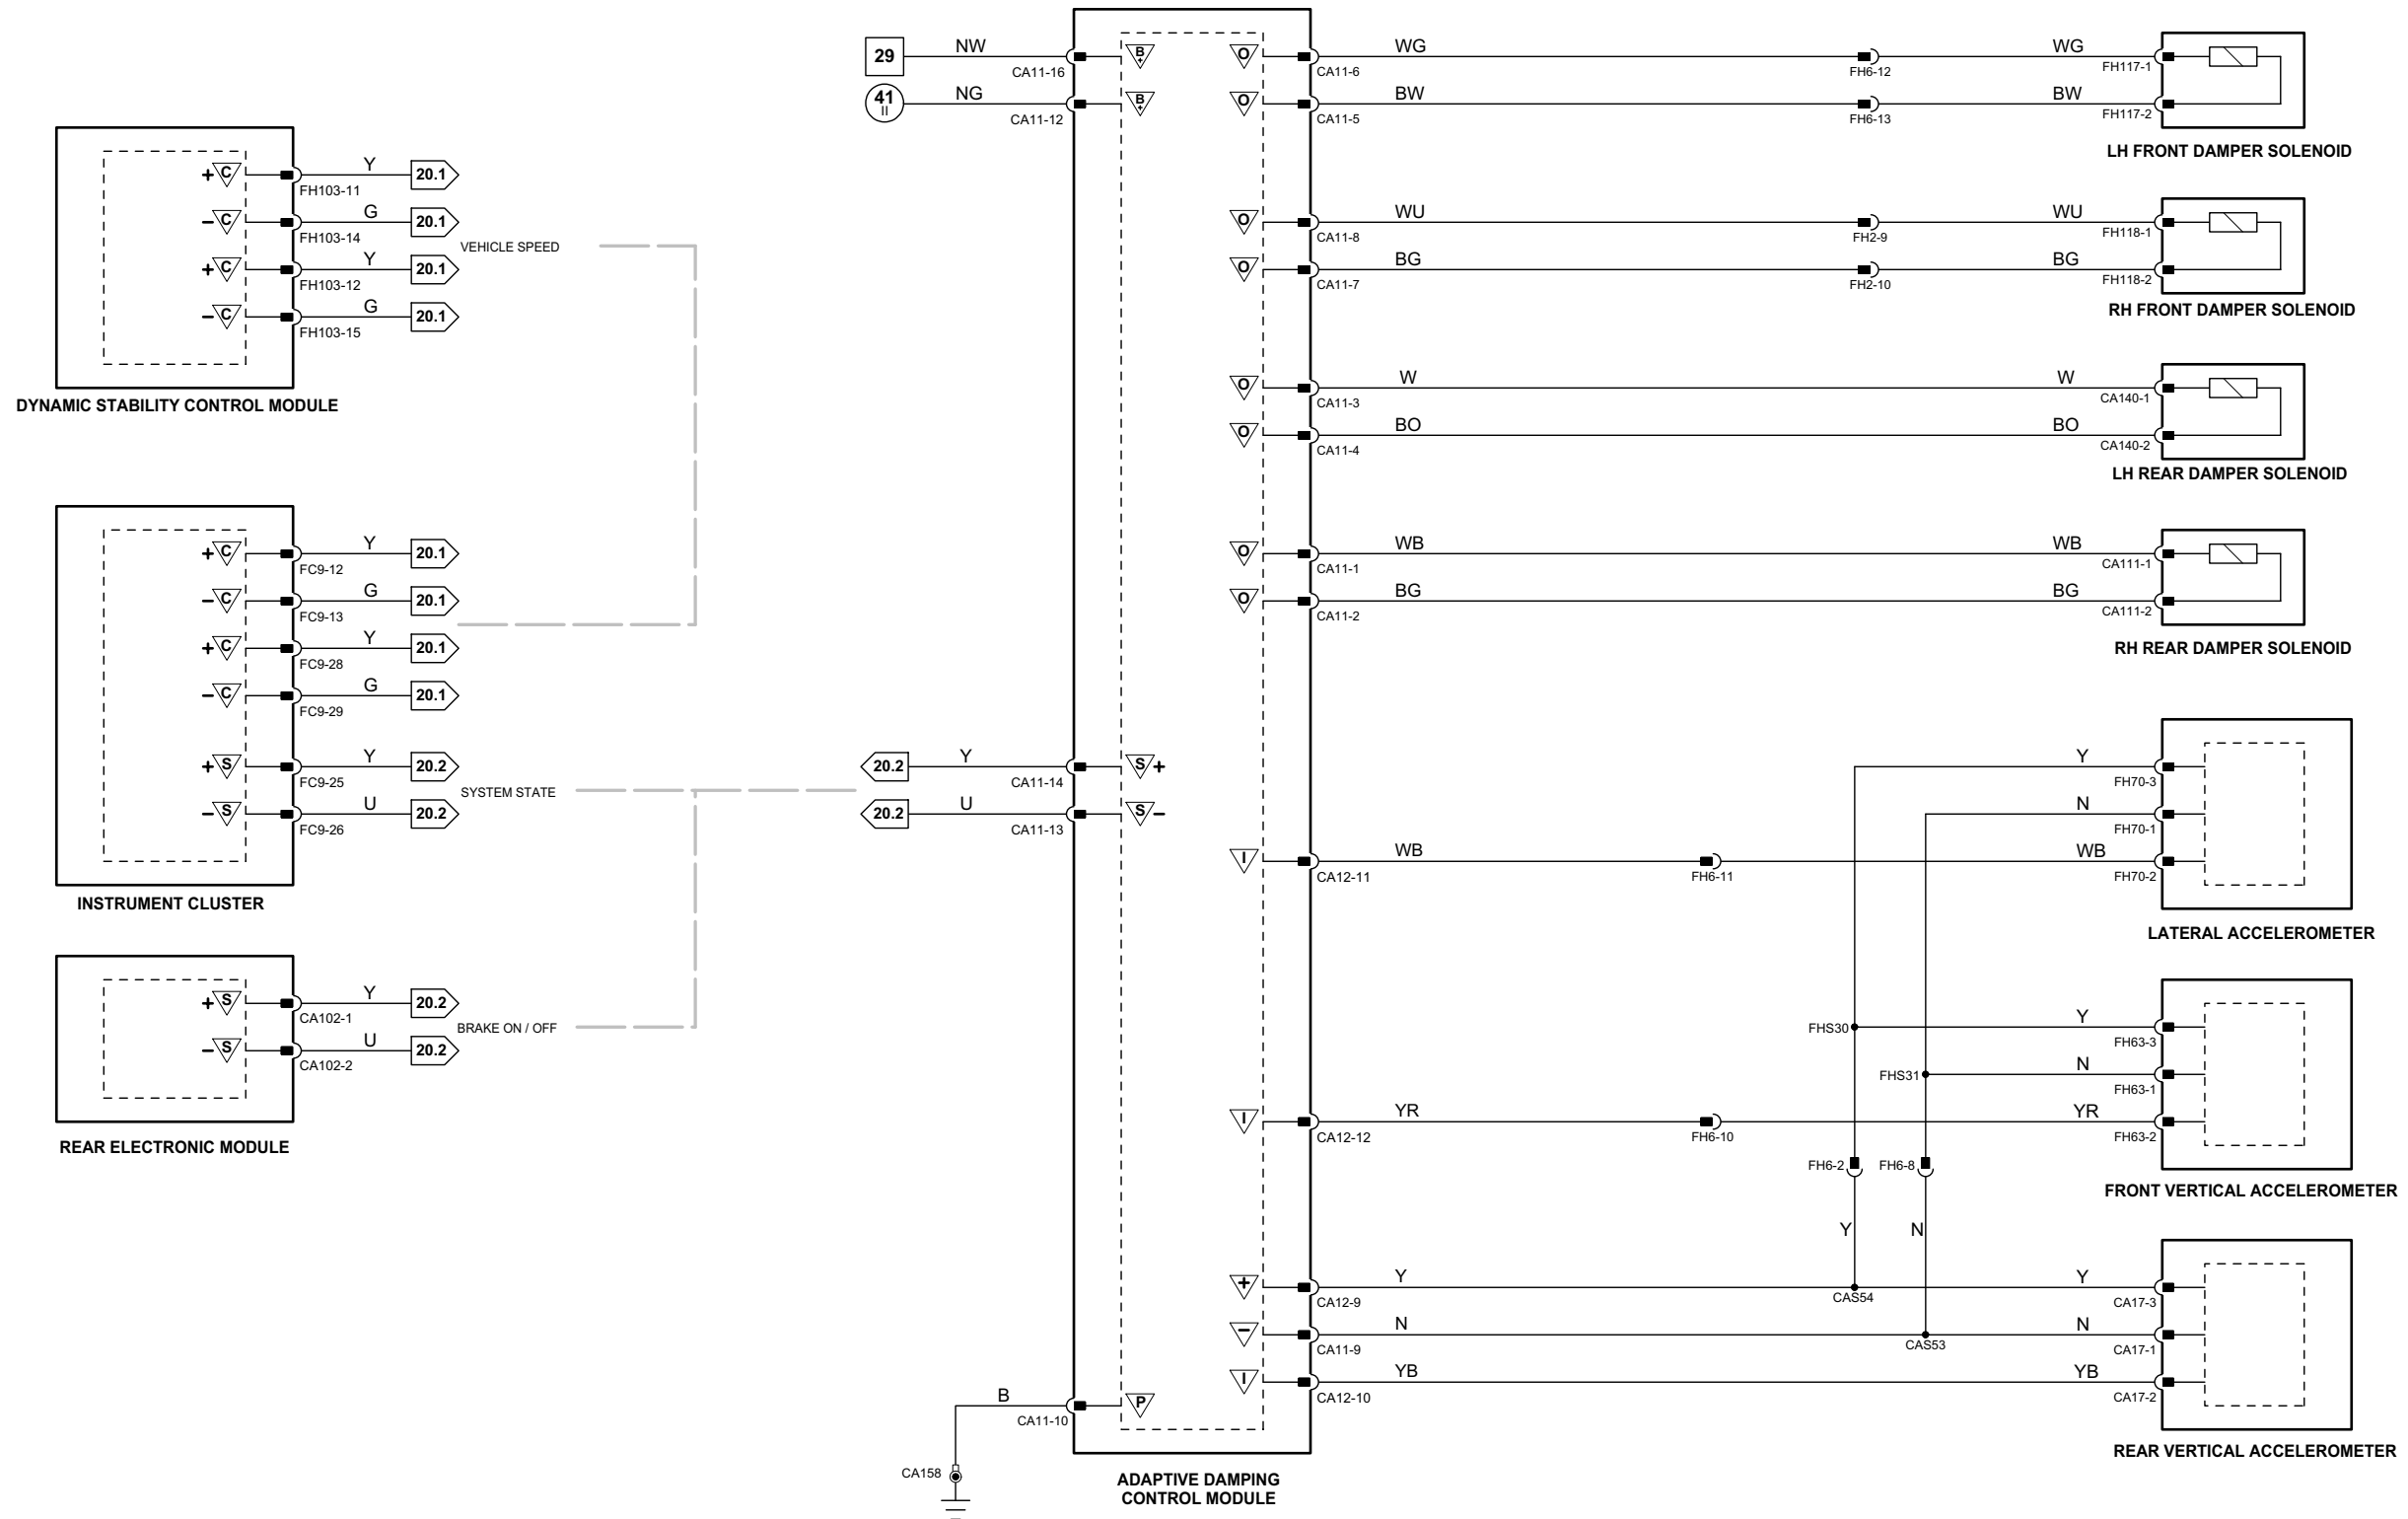 29
NW
CA11-16
B
+
41
II
NG
CA11-12
B
+
+ C
Y
20.1
FH103-11
– C
G
20.1
FH103-14
VEHICLE SPEED
+ C
Y
20.1
FH103-12
– C
G
20.1
FH103-15
DYNAMIC STABILITY CONTROL MODULE
+ C
Y
20.1
FC9-12
– C
G
20.1
FC9-13
+ C
Y
20.1
FC9-28
– C
G
20.1
FC9-29
+ S
Y
20.2
FC9-25
SYSTEM STATE
– S
U
20.2
FC9-26
INSTRUMENT CLUSTER
+ S
Y
20.2
CA102-1
BRAKE ON / OFF
– S
U
20.2
CA102-2
REAR ELECTRONIC MODULE
20.2
Y
CA11-14
S +
20.2
U
CA11-13
S –
B
CA11-10
P
CA158
ADAPTIVE DAMPING
CONTROL MODULE
O
CA11-6
WG
FH6-12
WG
FH117-1
O
CA11-5
BW
FH6-13
BW
FH117-2
LH FRONT DAMPER SOLENOID
O
CA11-8
WU
FH2-9
WU
FH118-1
O
CA11-7
BG
FH2-10
BG
FH118-2
RH FRONT DAMPER SOLENOID
O
CA11-3
W
W
CA140-1
O
CA11-4
BO
BO
CA140-2
LH REAR DAMPER SOLENOID
O
CA11-1
WB
WB
CA111-1
O
CA11-2
BG
BG
CA111-2
RH REAR DAMPER SOLENOID
Y
FH70-3
N
FH70-1
I
CA12-11
WB
FH6-11
WB
FH70-2
LATERAL ACCELEROMETER
FHS30
Y
FH63-3
FHS31
N
FH63-1
I
CA12-12
YR
FH6-10
YR
FH63-2
FH6-2
FH6-8
FRONT VERTICAL ACCELEROMETER
Y
N
+
CA12-9
Y
CAS54
Y
CA17-3
–
CA11-9
N
CAS53
N
CA17-1
I
CA12-10
YB
YB
CA17-2
REAR VERTICAL ACCELEROMETER